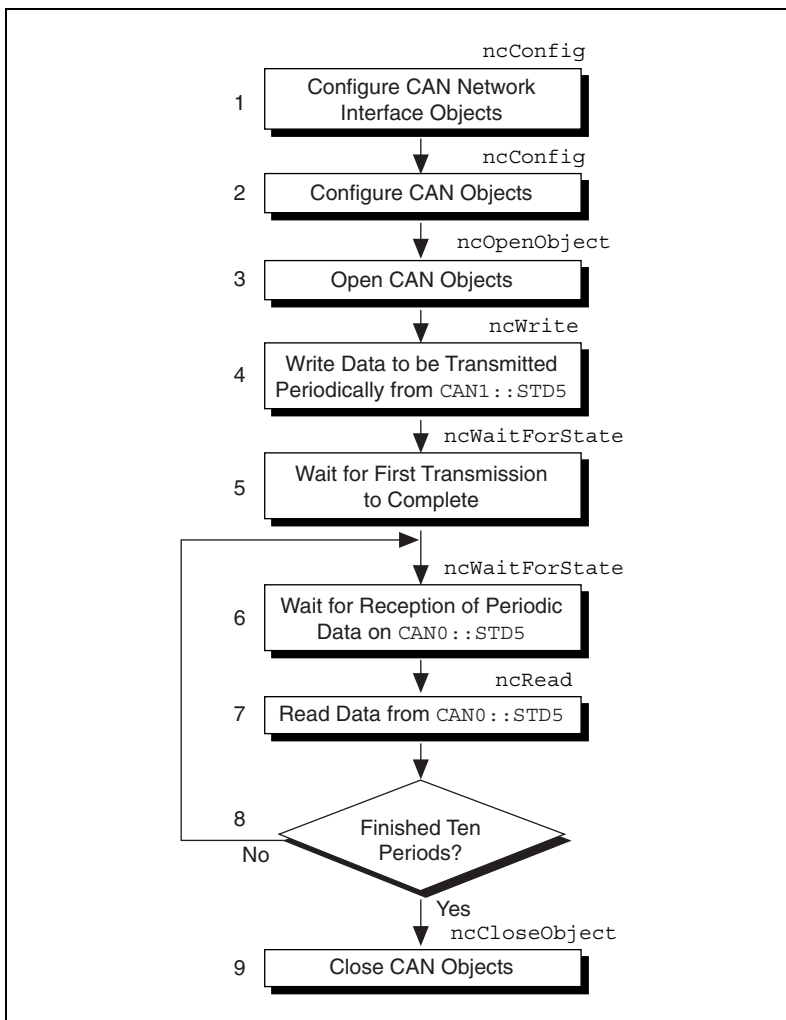 ncConfig
1
Configure CAN Network
Interface Objects
ncConfig
2
Configure CAN Objects
ncOpenObject
3
Open CAN Objects
ncWrite
4
Write Data to be Transmitted
Periodically from CAN1::STD5
ncWaitForState
5
Wait for First Transmission
to Complete
ncWaitForState
6
Wait for Reception of Periodic
Data on CAN0::STD5
ncRead
7
Read Data from CAN0::STD5
8
Finished Ten
Periods?
No
Yes
ncCloseObject
9
Close CAN Objects